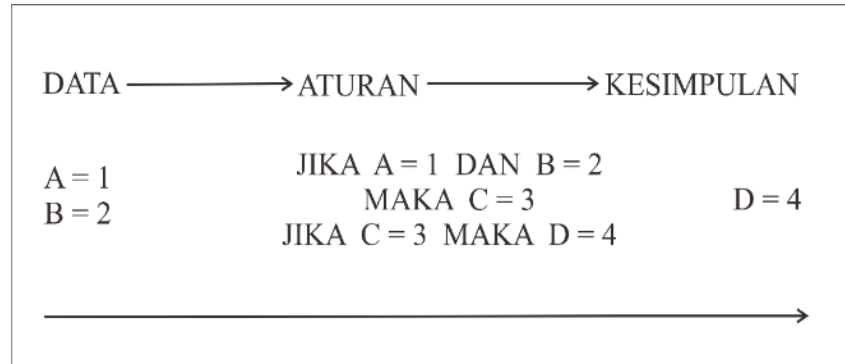 DATA ATURAN KESIMPULAN
A = 1
B = 2
JIKA A = 1 DAN B = 2
MAKA C = 3
JIKA C = 3 MAKA D = 4
D = 4